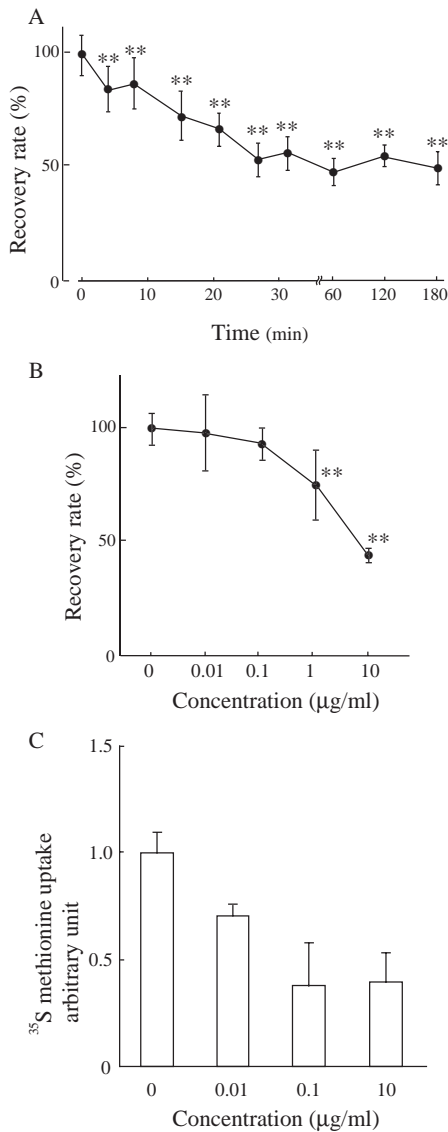 A
Recovery rate (%)
100
50
0
** ** ** ** ** ** ** ** **
0 10 20 30 60 120 180
Time (min)
B
Recovery rate (%)
100
50
0
**
**
0 0.01 0.1 1 10
Concentration (μg/ml)
C
³⁵S methionine uptake
arbitrary unit
1.5
1.0
0.5
0
0 0.01 0.1 10
Concentration (μg/ml)